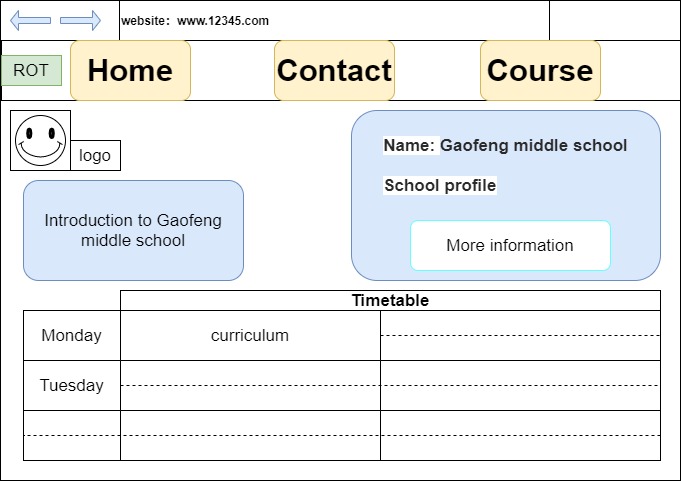 website: www.12345.com
ROT
Home
Contact
Course
logo
Name: Gaofeng middle school
School profile
Introduction to Gaofeng
middle school
More information
Timetable
Monday
curriculum
Tuesday